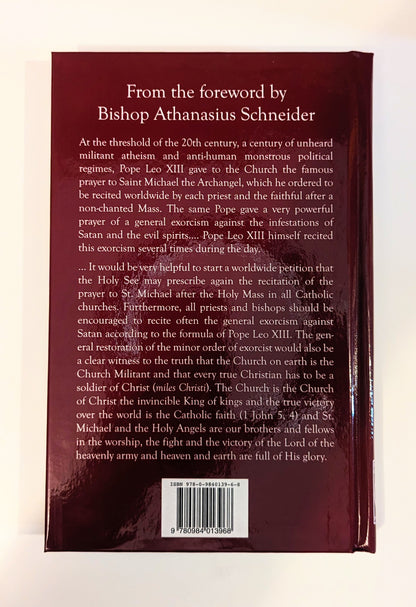 From the foreword by
Bishop Athanasius Schneider
At the threshold of the 20th century, a century of unheard
militant atheism and anti-human monstrous political
regimes, Pope Leo XIII gave to the Church the famous
prayer to Saint Michael the Archangel, which he ordered to
be recited worldwide by each priest and the faithful after a
non-chanted Mass. The same Pope gave a very powerful
prayer of a general exorcism against the infestations of
Satan and the evil spirits.... Pope Leo XIII himself recited
this exorcism several times during the day.
... It would be very helpful to start a worldwide petition that
the Holy See may prescribe again the recitation of the
prayer to St. Michael after the Holy Mass in all Catholic
churches. Furthermore, all priests and bishops should be
encouraged to recite often the general exorcism against
Satan according to the formula of Pope Leo XIII. The gen-
eral restoration of the minor order of exorcist would also be
a clear witness to the truth that the Church on earth is the
Church Militant and that every true Christian has to be a
soldier of Christ (miles Christi). The Church is the Church
of Christ the invincible King of kings and the true victory
over the world is the Catholic faith (1 John 5, 4) and St.
Michael and the Holy Angels are our brothers and fellows
in the worship, the fight and the victory of the Lord of the
heavenly army and heaven and earth are full of His glory.
ISBN 978-0-9840139-6-8
9 780984 013968